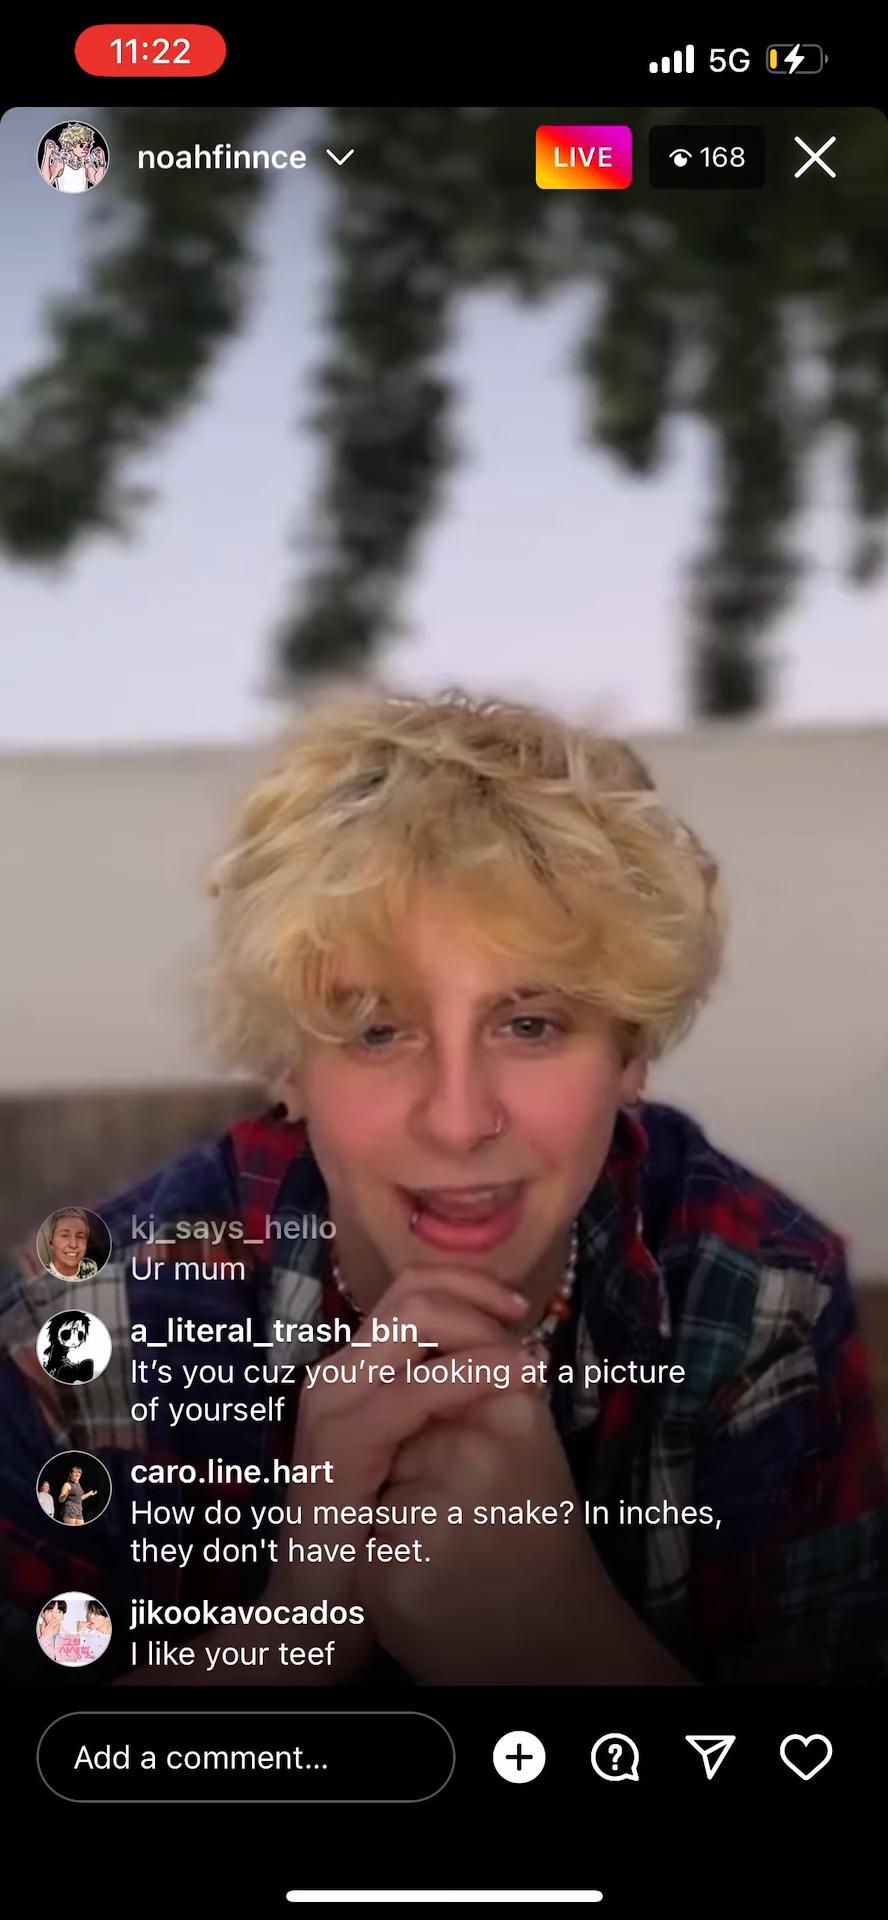 11:22
5G
noahfinnce
LIVE
168
kj_says_hello
Ur mum
a_literal_trash_bin_
It's you cuz you're looking at a picture
of yourself
caro.line.hart
How do you measure a snake? In inches,
they don't have feet.
jikookavocados
I like your teef
Add a comment...